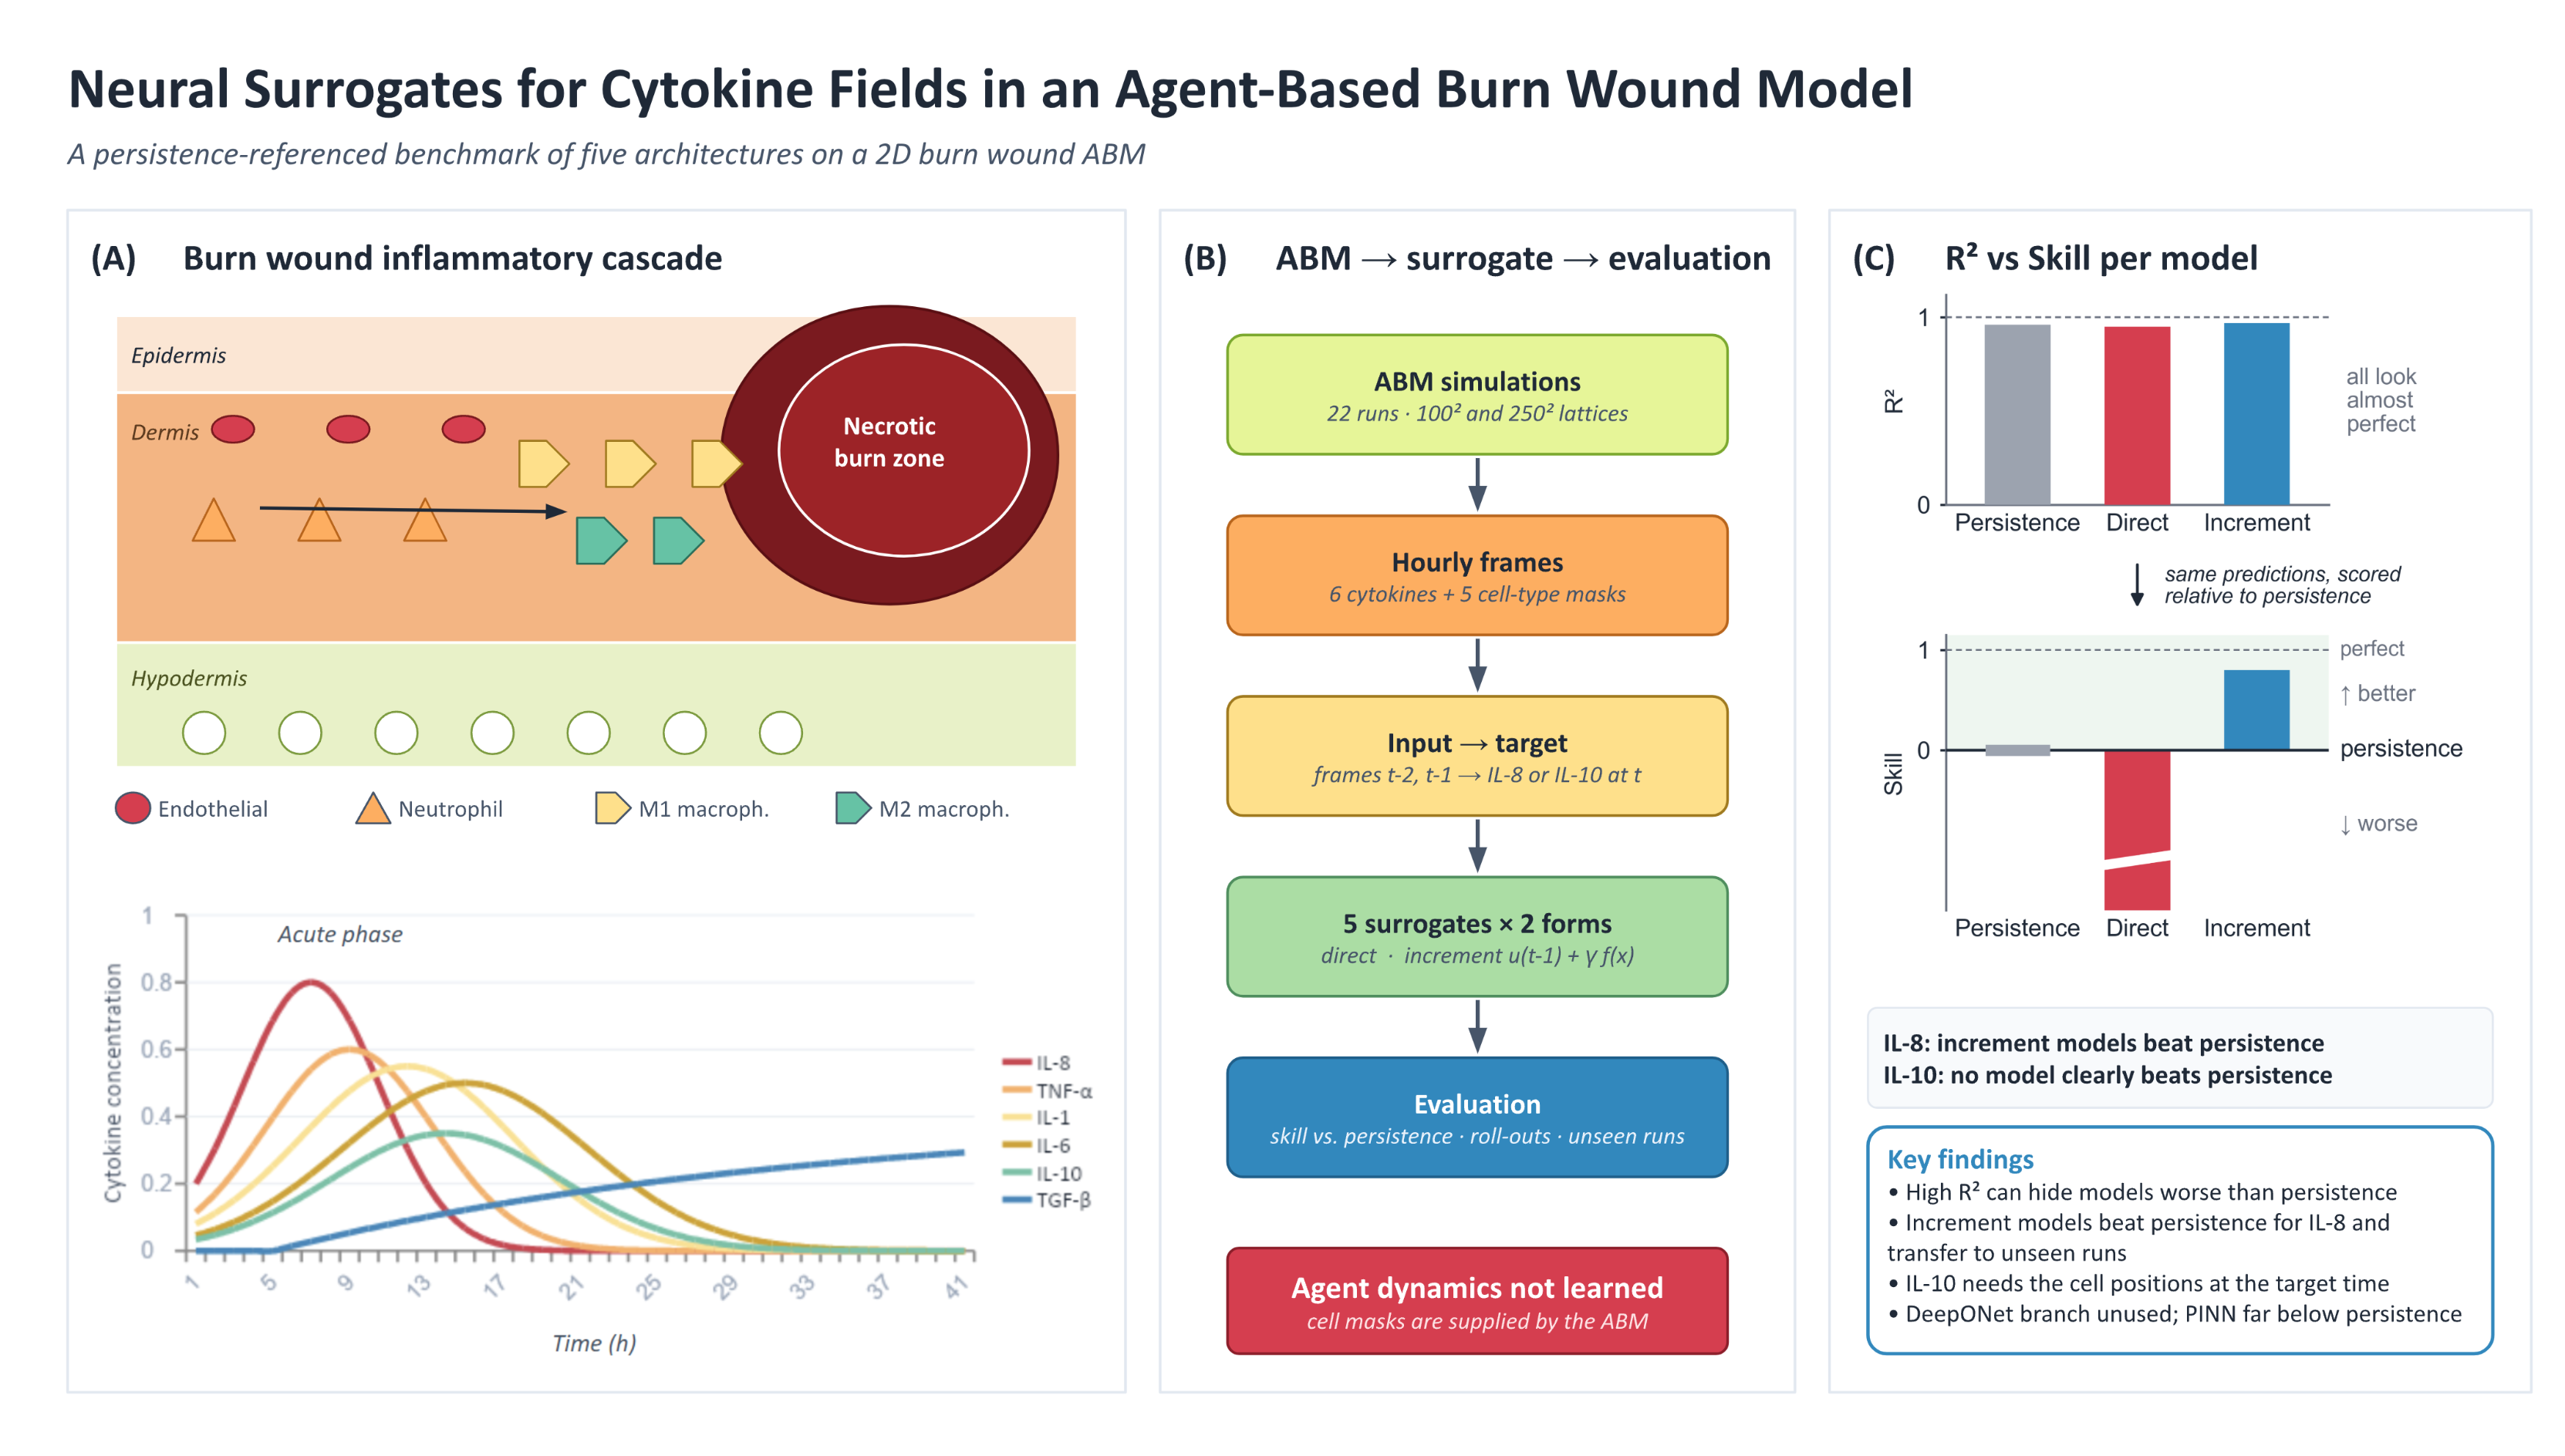 Neural Surrogates for Cytokine Fields in an Agent-Based Burn Wound Model
A persistence-referenced benchmark of five architectures on a 2D burn wound ABM
(A) Burn wound inflammatory cascade
Epidermis
Dermis
Necrotic
burn zone
Hypodermis
Endothelial
Neutrophil
M1 macroph.
M2 macroph.
Acute phase
Cytokine concentration
1
0.8
0.6
0.4
0.2
0
1
5
9
13
17
21
25
29
33
37
41
Time (h)
IL-8
TNF-α
IL-1
IL-6
IL-10
TGF-β
(B) ABM → surrogate → evaluation
ABM simulations
22 runs · 100² and 250² lattices
Hourly frames
6 cytokines + 5 cell-type masks
Input → target
frames t-2, t-1 → IL-8 or IL-10 at t
5 surrogates × 2 forms
direct · increment u(t-1) + γ f(x)
Evaluation
skill vs. persistence · roll-outs · unseen runs
Agent dynamics not learned
cell masks are supplied by the ABM
(C) R² vs Skill per model
R²
1
0
Persistence
Direct
Increment
all look
almost
perfect
same predictions, scored
relative to persistence
Skill
1
0
perfect
↑ better
persistence
↓ worse
Persistence
Direct
Increment
IL-8: increment models beat persistence
IL-10: no model clearly beats persistence
Key findings
• High R² can hide models worse than persistence
• Increment models beat persistence for IL-8 and
transfer to unseen runs
• IL-10 needs the cell positions at the target time
• DeepONet branch unused; PINN far below persistence